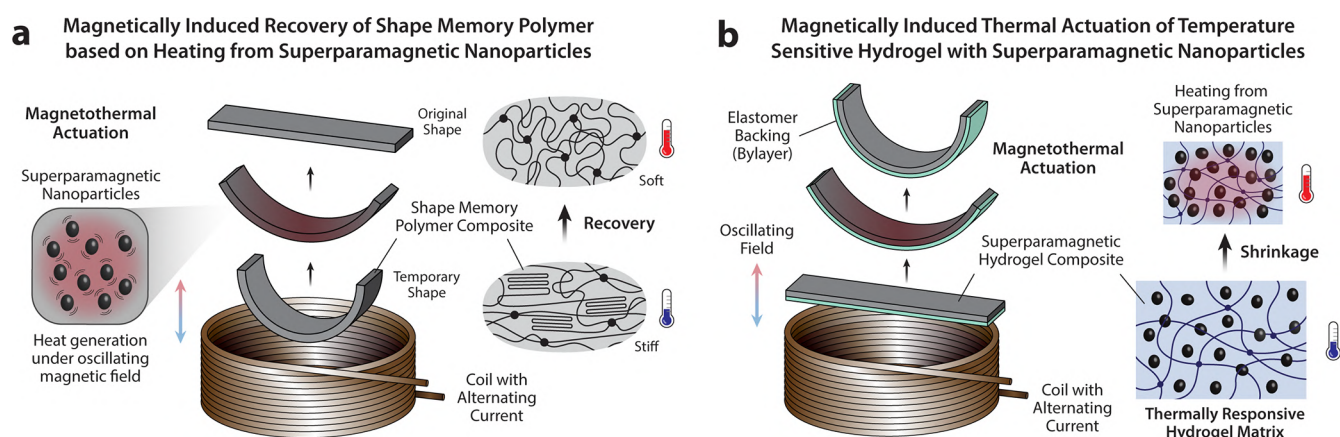 a
Magnetically Induced Recovery of Shape Memory Polymer
based on Heating from Superparamagnetic Nanoparticles
Magnetothermal
Actuation
Original
Shape
Superparamagnetic
Nanoparticles
Soft
Shape Memory
Polymer Composite
Recovery
Temporary
Shape
Stiff
Heat generation
under oscillating
magnetic field
Coil with
Alternating
Current
b
Magnetically Induced Thermal Actuation of Temperature
Sensitive Hydrogel with Superparamagnetic Nanoparticles
Elastomer
Backing
(Bylayer)
Heating from
Superparamagnetic
Nanoparticles
Magnetothermal
Actuation
Oscillating
Field
Superparamagnetic
Hydrogel Composite
Shrinkage
Coil with
Alternating
Current
Thermally Responsive
Hydrogel Matrix